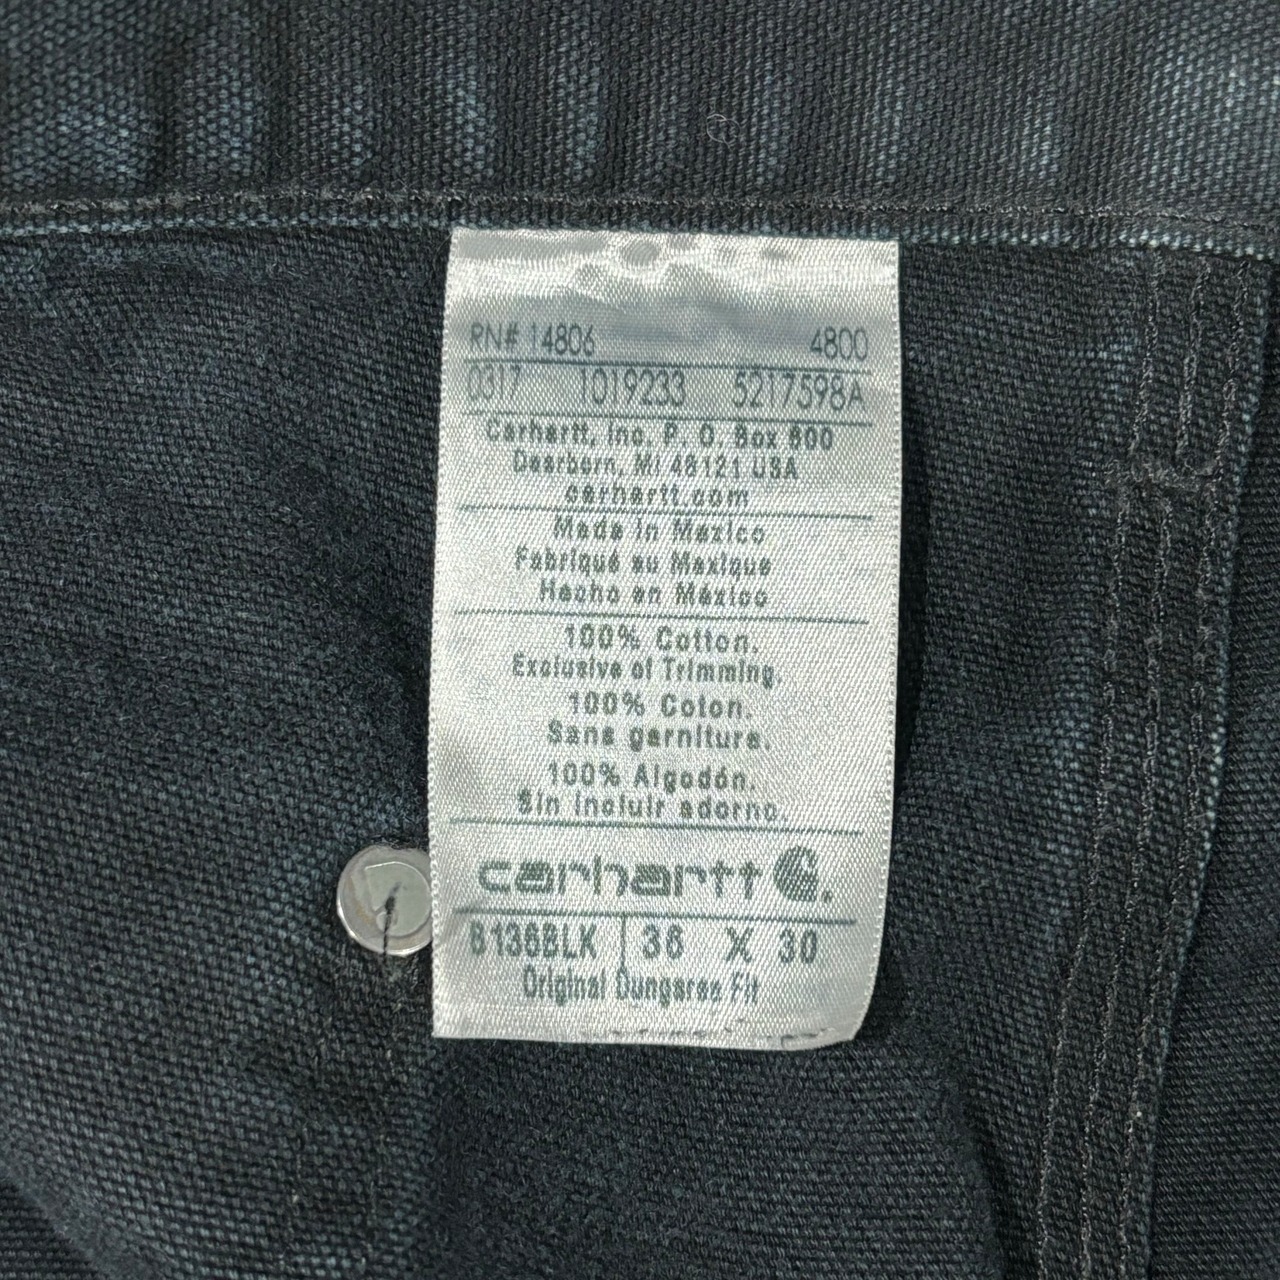 RN# 14806 4800
0317 1019233 5217598A
Carhartt, Inc. P. O. Box 600
Dearborn, MI 48121 USA
carhartt.com
Made in Mexico
Fabriqué au Mexique
Hecho en México
100% Cotton.
Exclusive of Trimming.
100% Coton.
Sans garniture.
100% Algodón.
Sin incluir adorno.
carhartt
B136BLK 36 X 30
Original Dungaree Fit